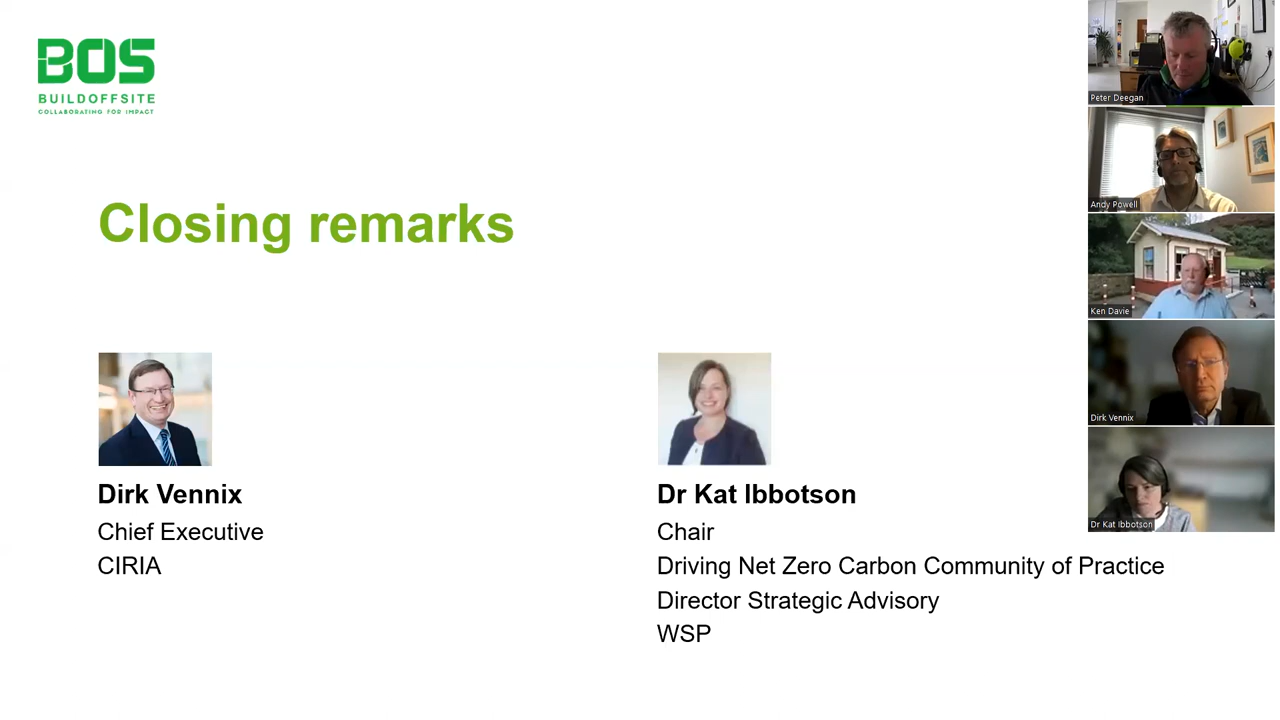 BOS
BUILDOFFSITE
COLLABORATING FOR IMPACT
Closing remarks
Dirk Vennix
Chief Executive
CIRIA
Dr Kat Ibbotson
Chair
Driving Net Zero Carbon Community of Practice
Director Strategic Advisory
WSP
Peter Deegan
Andy Powell
Ken Davie
Dirk Vennix
Dr Kat Ibbotson